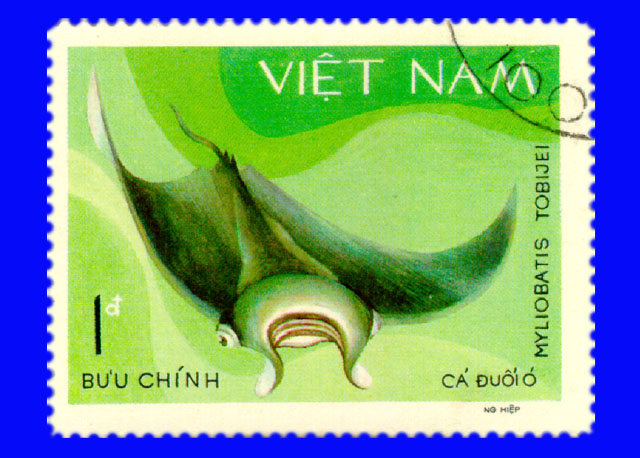 VIỆT NAM
MYLIOBATIS TOBIJEI
1đ
BƯU CHÍNH
CÁ ĐUỐI Ó
NG HIỆP